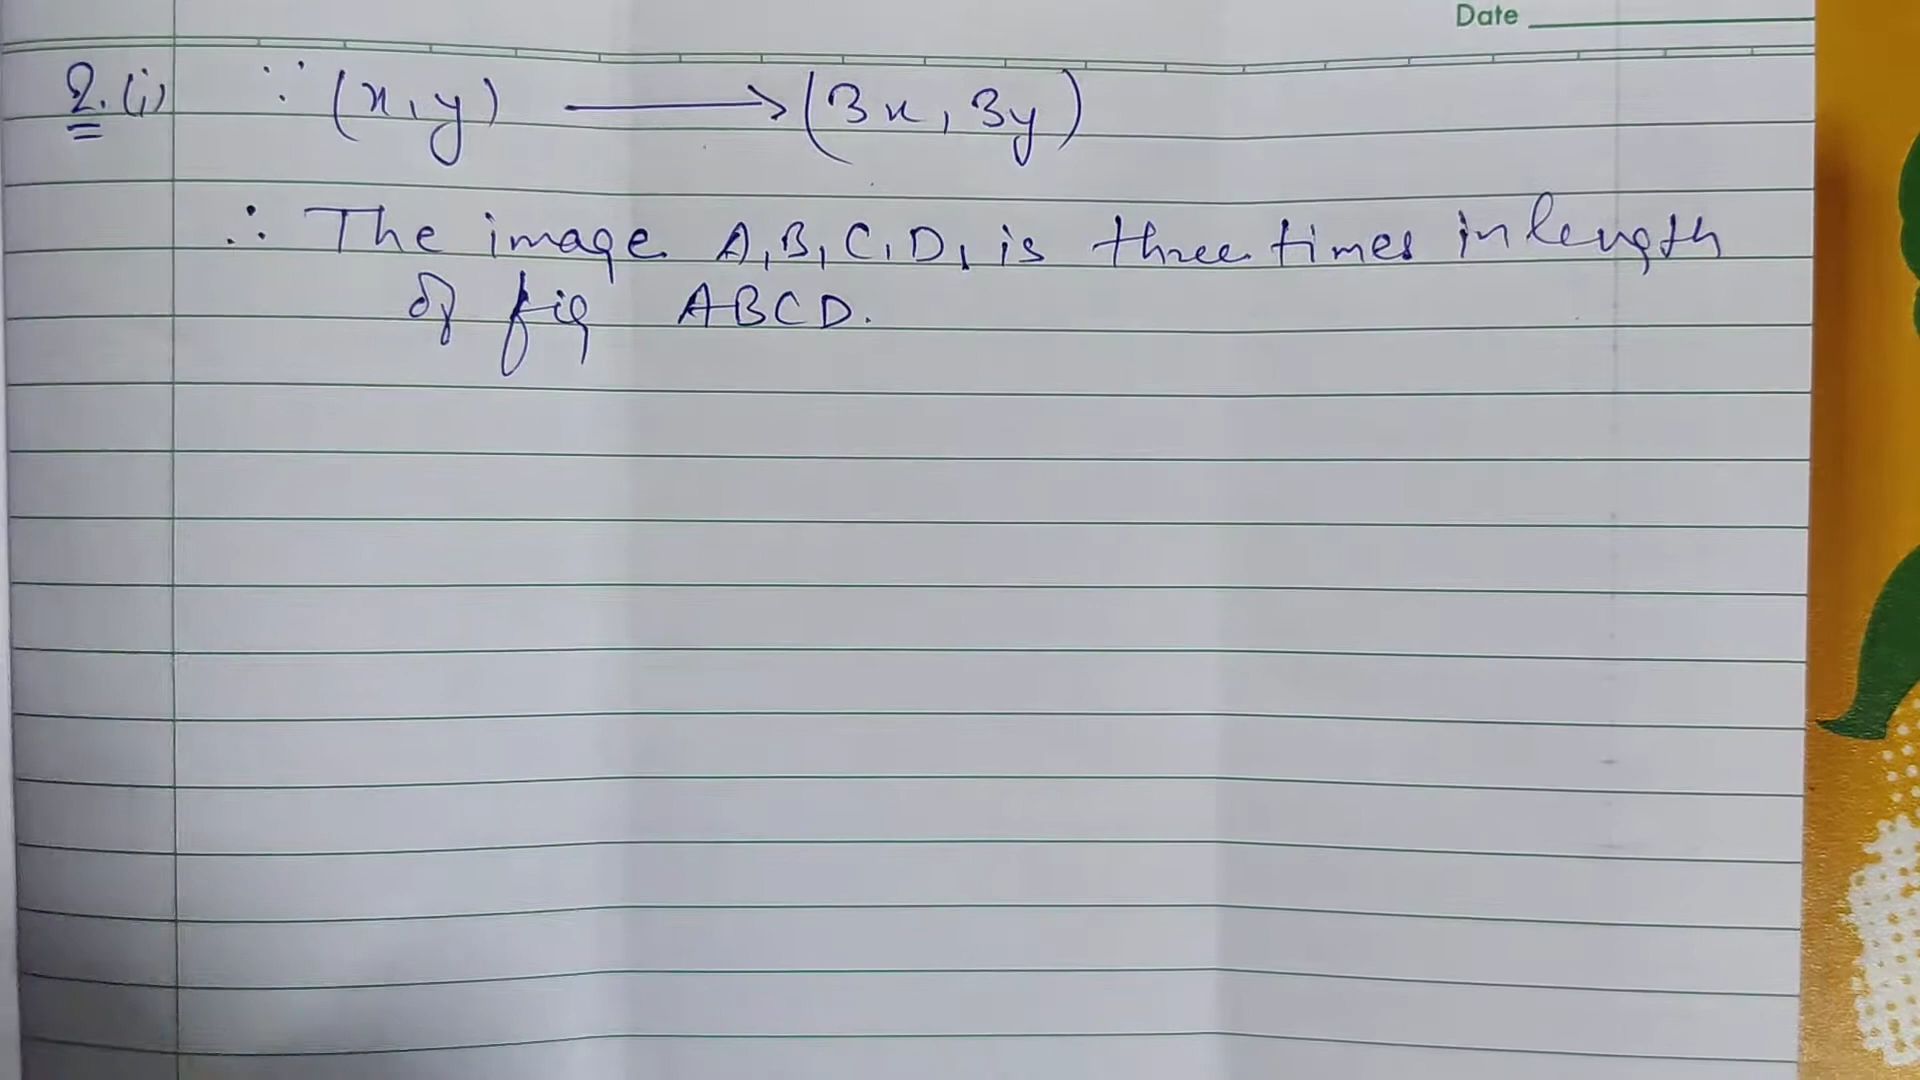 Date
2. (i) ∵ (x, y) ⟶ (3x, 3y)
∴ The image A₁B₁C₁D₁ is three times in length
of fig ABCD.